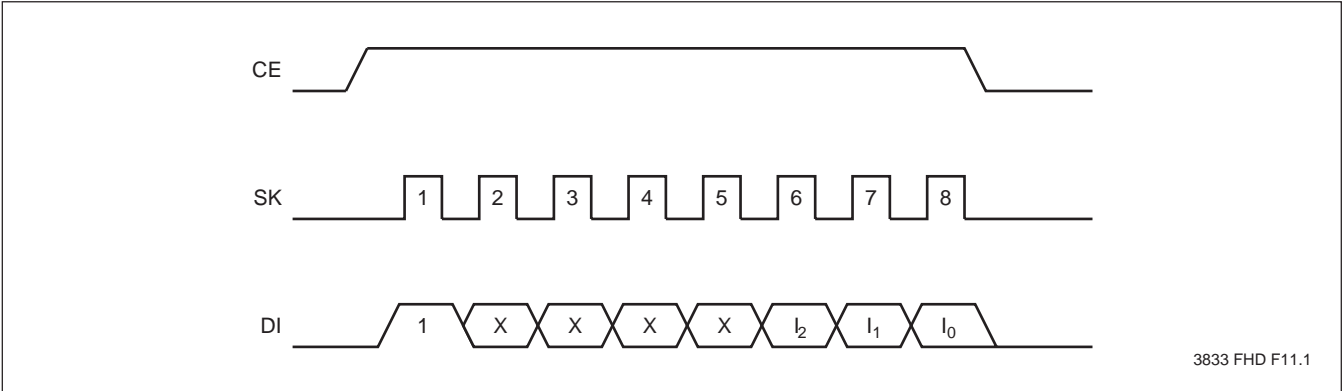 CE
SK 1 2 3 4 5 6 7 8
DI 1 X X X X I₂ I₁ I₀
3833 FHD F11.1